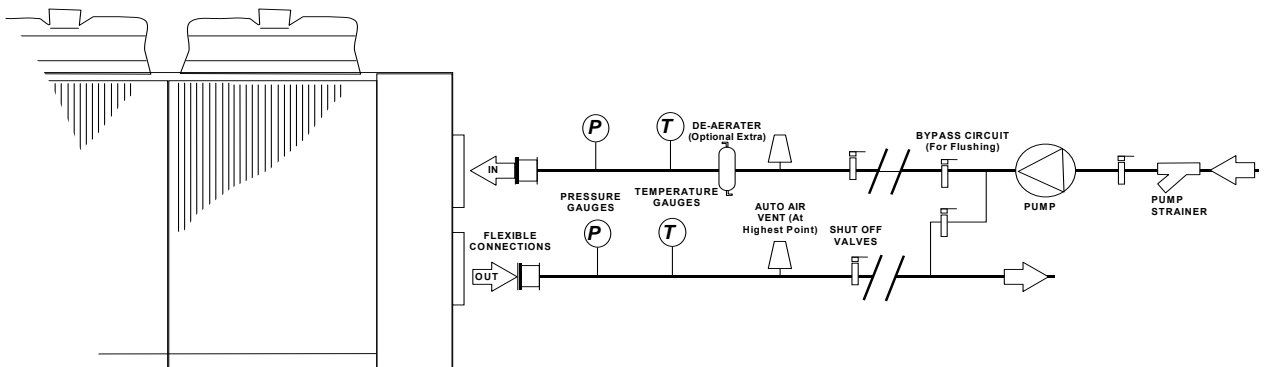 P
T
DE-AERATER
(Optional Extra)
BYPASS CIRCUIT
(For Flushing)
IN
PRESSURE
GAUGES
TEMPERATURE
GAUGES
AUTO AIR
VENT (At
Highest Point)
PUMP
PUMP
STRAINER
FLEXIBLE
CONNECTIONS
P
T
SHUT OFF
VALVES
OUT